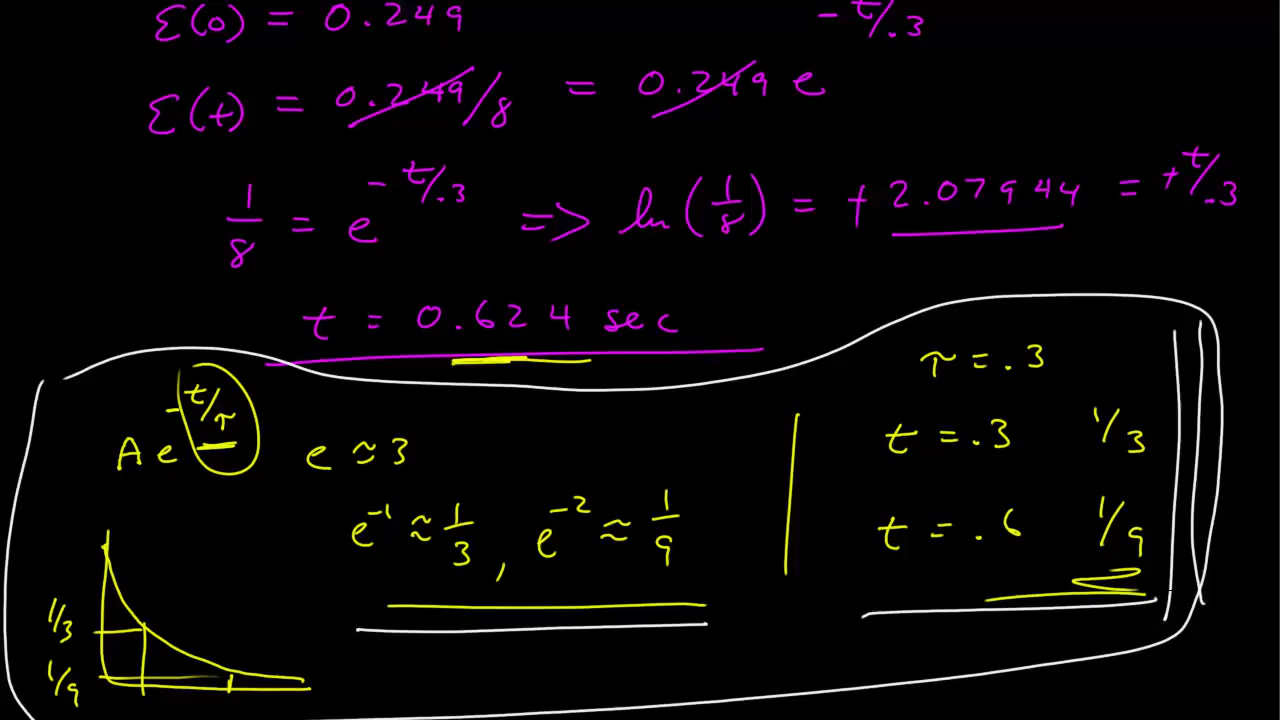 Ɛ(0) = 0.249
Ɛ(t) = 0.249/8 = 0.249 e^(-t/.3)
1/8 = e^(-t/.3) => ln(1/8) = +2.07944 = +t/.3
t = 0.624 sec
Ae^(-t/τ) e ≈ 3
e^(-1) ≈ 1/3, e^(-2) ≈ 1/9
τ = .3
t = .3 1/3
t = .6 1/9
1/3
1/9